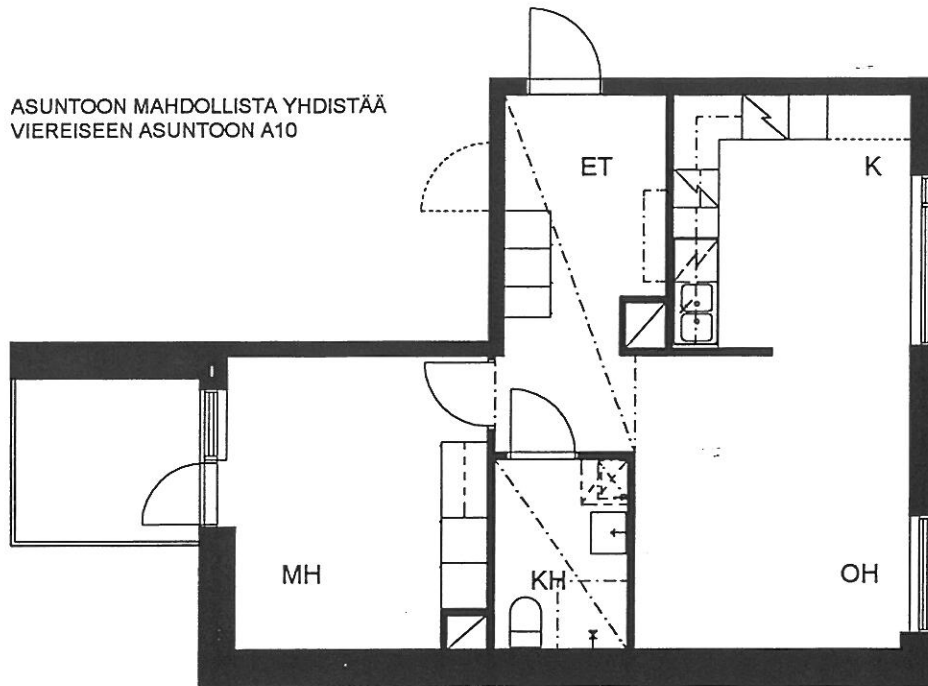 ASUNTOON MAHDOLLISTA YHDISTÄÄ
VIEREISEEN ASUNTOON A10
ET
K
MH
KH
OH